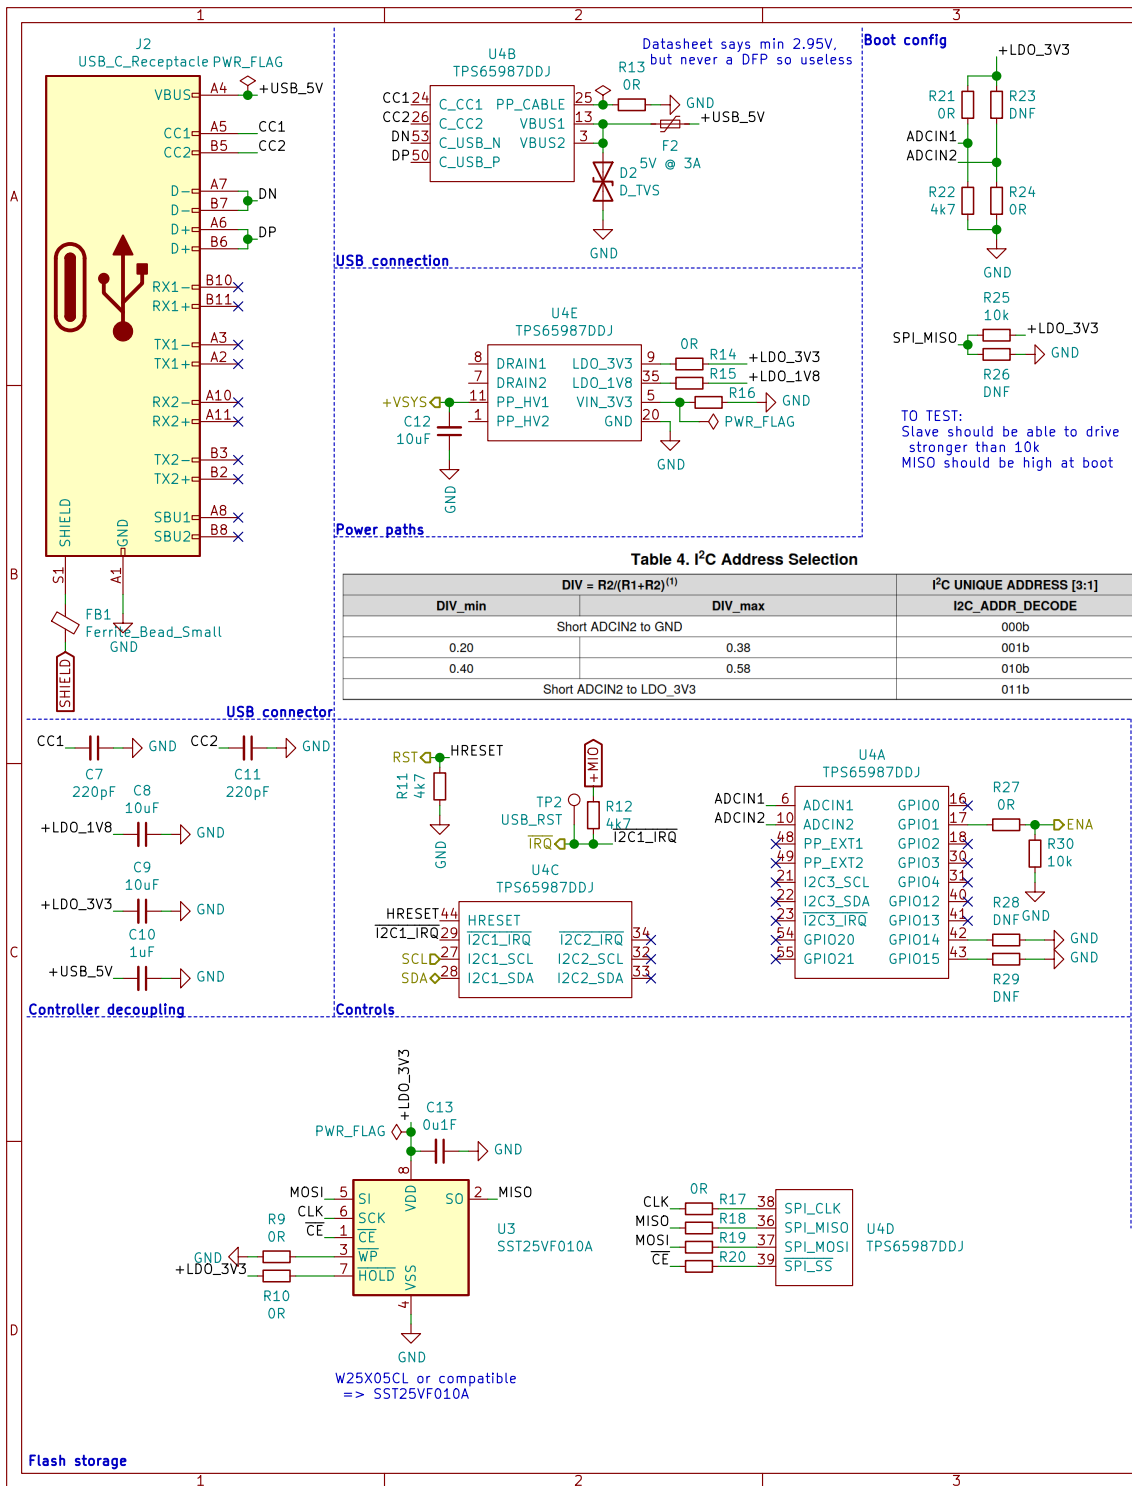 1
2
3
A
B
C
D
J2
USB_C_Receptacle
PWR_FLAG
VBUS
A4
+USB_5V
CC1
A5
CC1
CC2
B5
CC2
D-
A7
DN
D-
B7
D+
A6
DP
D+
B6
RX1-
B10
RX1+
B11
TX1-
A3
TX1+
A2
RX2-
A10
RX2+
A11
TX2-
B3
TX2+
B2
SBU1
A8
SBU2
B8
SHIELD
GND
S1
A1
FB1
Ferrite_Bead_Small
GND
SHIELD
USB connector
U4B
TPS65987DDJ
CC1
24
C_CC1
PP_CABLE
25
CC2
26
C_CC2
VBUS1
13
DN
53
C_USB_N
VBUS2
3
DP
50
C_USB_P
R13
0R
GND
+USB_5V
F2
5V @ 3A
D2
D_TVS
GND
Datasheet says min 2.95V,
but never a DFP so useless
USB connection
U4E
TPS65987DDJ
8
DRAIN1
LDO_3V3
9
7
DRAIN2
LDO_1V8
35
11
PP_HV1
VIN_3V3
5
1
PP_HV2
GND
20
0R
R14
+LDO_3V3
R15
+LDO_1V8
R16
GND
PWR_FLAG
GND
+VSYS
C12
10uF
GND
Power paths
Boot config
+LDO_3V3
R21
0R
R23
DNF
ADCIN1
ADCIN2
R22
4k7
R24
0R
GND
R25
10k
SPI_MISO
+LDO_3V3
GND
R26
DNF
TO TEST:
Slave should be able to drive
stronger than 10k
MISO should be high at boot
Table 4. I2C Address Selection
DIV = R2/(R1+R2)(1)
I2C UNIQUE ADDRESS [3:1]
DIV_min
DIV_max
I2C_ADDR_DECODE
Short ADCIN2 to GND
000b
0.20
0.38
001b
0.40
0.58
010b
Short ADCIN2 to LDO_3V3
011b
CC1
GND
C7
220pF
CC2
GND
C11
220pF
C8
10uF
+LDO_1V8
GND
C9
10uF
+LDO_3V3
GND
C10
1uF
+USB_5V
GND
Controller decoupling
RST
HRESET
R11
4k7
GND
+MIO
TP2
USB_RST
R12
4k7
IRQ
I2C1_IRQ
U4C
TPS65987DDJ
HRESET
44
HRESET
I2C1_IRQ
29
I2C1_IRQ
I2C2_IRQ
34
SCL
27
I2C1_SCL
I2C2_SCL
32
SDA
28
I2C1_SDA
I2C2_SDA
33
Controls
U4A
TPS65987DDJ
ADCIN1
6
ADCIN1
GPIO0
16
ADCIN2
10
ADCIN2
GPIO1
17
48
PP_EXT1
GPIO2
18
49
PP_EXT2
GPIO3
30
21
I2C3_SCL
GPIO4
31
22
I2C3_SDA
GPIO12
40
23
I2C3_IRQ
GPIO13
41
54
GPIO20
GPIO14
42
55
GPIO21
GPIO15
43
R27
0R
ENA
R30
10k
GND
R28
DNF
GND
GND
R29
DNF
+LDO_3V3
PWR_FLAG
C13
0u1F
GND
8
VDD
MOSI
5
SI
SO
2
MISO
CLK
6
SCK
CE
1
CE
3
WP
7
HOLD
VSS
4
GND
U3
SST25VF010A
R9
0R
GND
+LDO_3V3
R10
0R
W25X05CL or compatible
=> SST25VF010A
0R
CLK
R17
38
SPI_CLK
MISO
R18
36
SPI_MISO
MOSI
R19
37
SPI_MOSI
CE
R20
39
SPI_SS
U4D
TPS65987DDJ
Flash storage
1
2
3